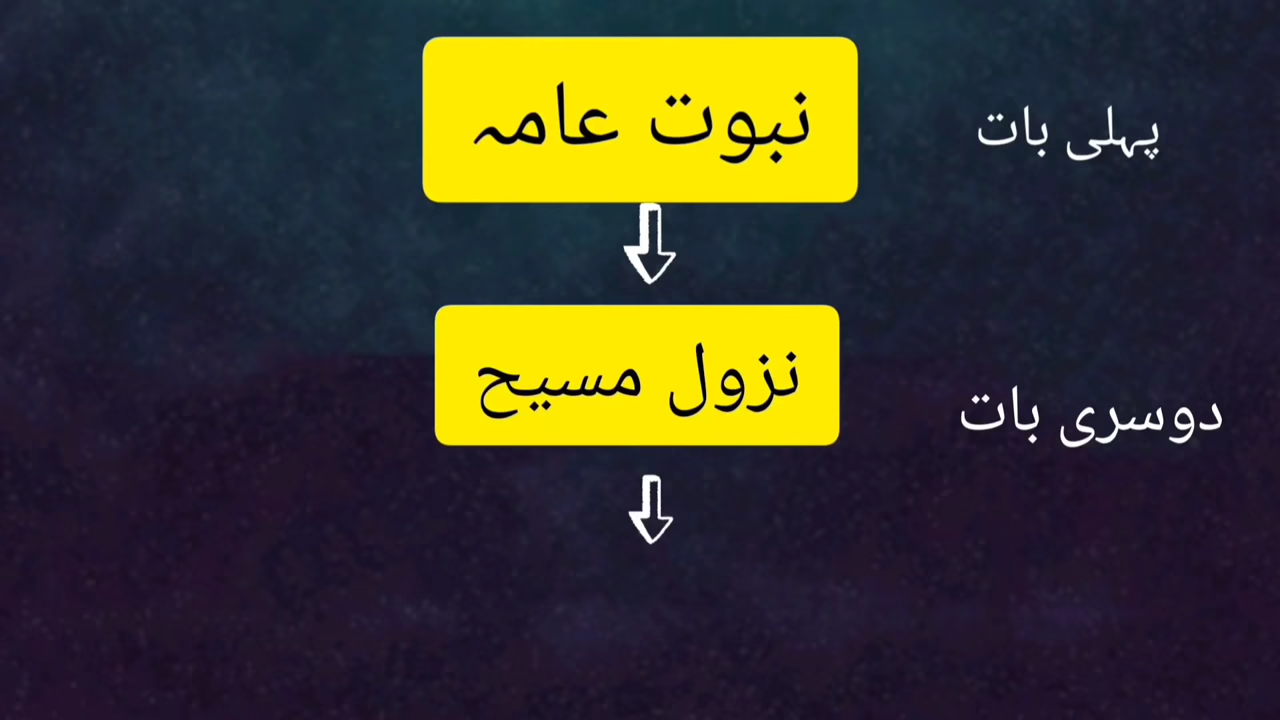 پہلی بات
نبوت عامہ
نزول مسیح
دوسری بات